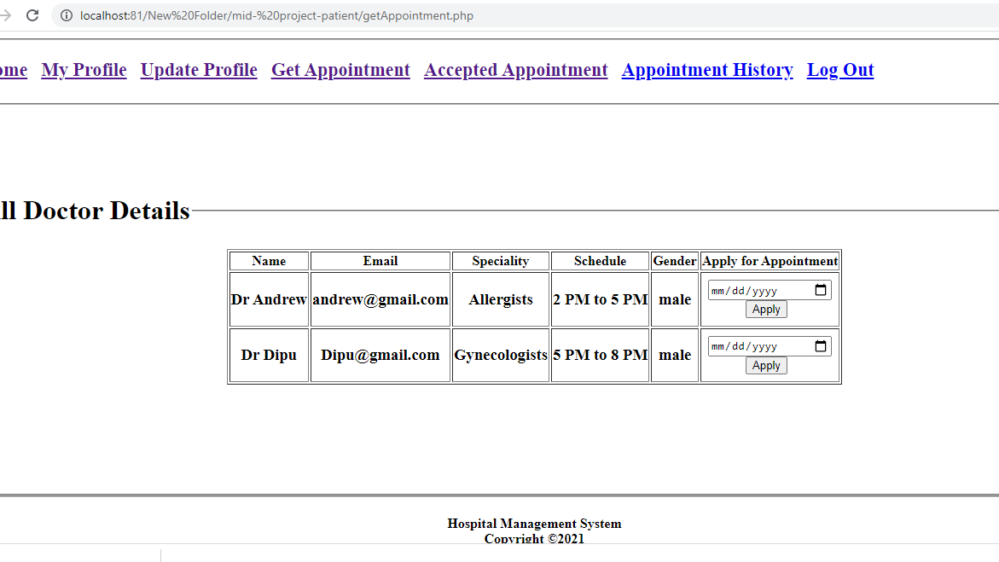 localhost:81/New%20Folder/mid-%20project-patient/getAppointment.php
ome My Profile Update Profile Get Appointment Accepted Appointment Appointment History Log Out
ll Doctor Details
Name Email Speciality Schedule Gender Apply for Appointment
Dr Andrew andrew@gmail.com Allergists 2 PM to 5 PM male mm/dd/yyyy
Apply
Dr Dipu Dipu@gmail.com Gynecologists 5 PM to 8 PM male mm/dd/yyyy
Apply
Hospital Management System
Copyright ©2021